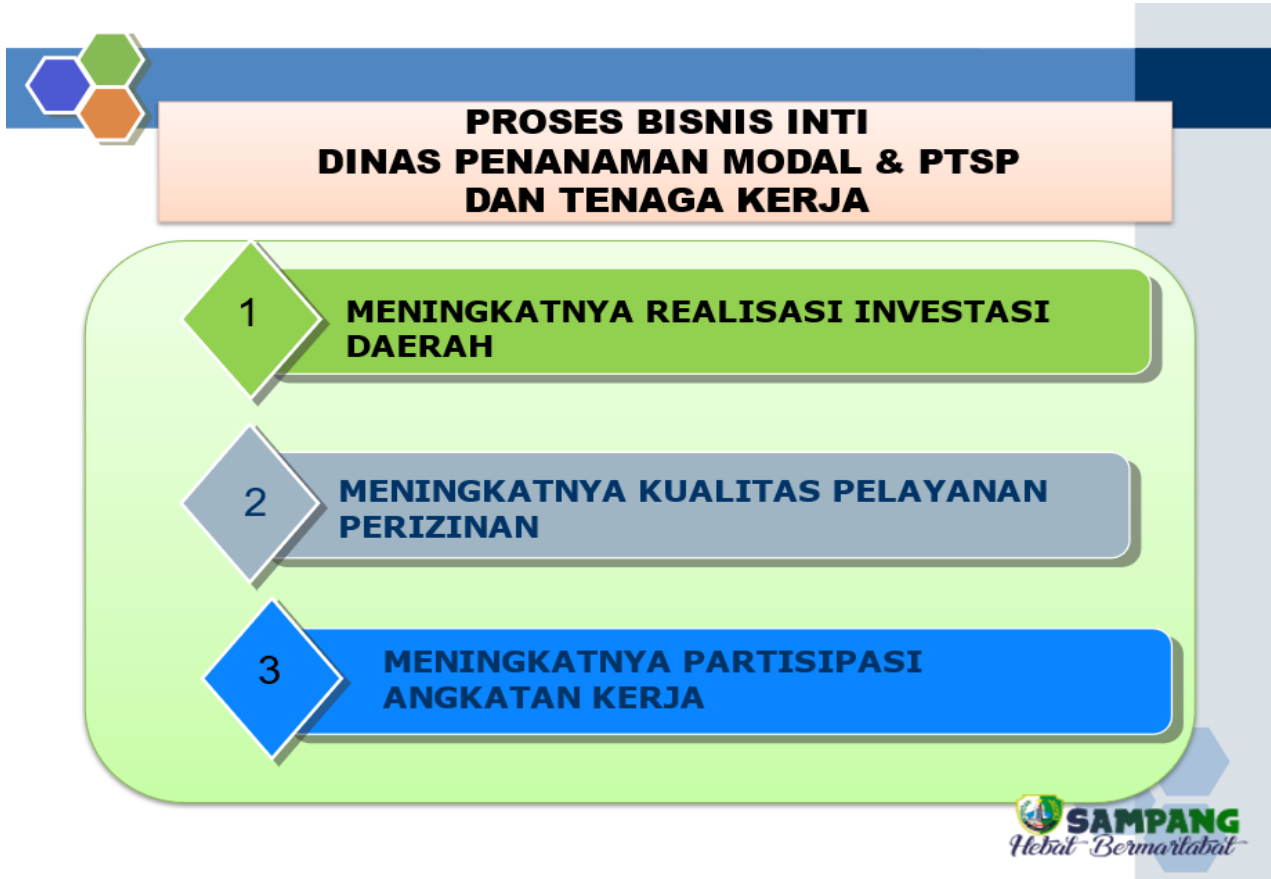 PROSES BISNIS INTI
DINAS PENANAMAN MODAL & PTSP
DAN TENAGA KERJA
1
MENINGKATNYA REALISASI INVESTASI
DAERAH
2
MENINGKATNYA KUALITAS PELAYANAN
PERIZINAN
3
MENINGKATNYA PARTISIPASI
ANGKATAN KERJA
SAMPANG
Hebat Bermartabat